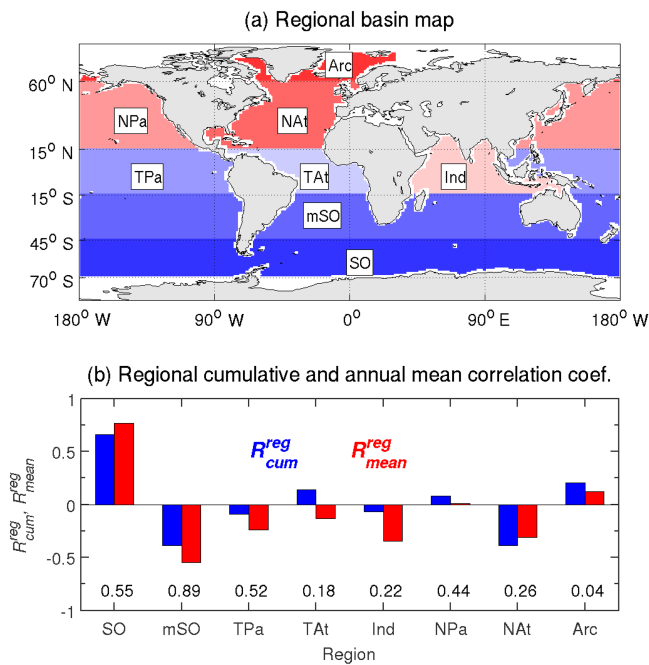 (a) Regional basin map
60° N
15° N
15° S
45° S
70° S
Arc
NPa
NAt
TPa
TAt
Ind
mSO
SO
180° W
90° W
0°
90° E
180° W
(b) Regional cumulative and annual mean correlation coef.
R^reg_cum, R^reg_mean
1
0.5
0
-0.5
-1
R^reg_cum
R^reg_mean
0.55 0.89 0.52 0.18 0.22 0.44 0.26 0.04
SO mSO TPa TAt Ind NPa NAt Arc
Region